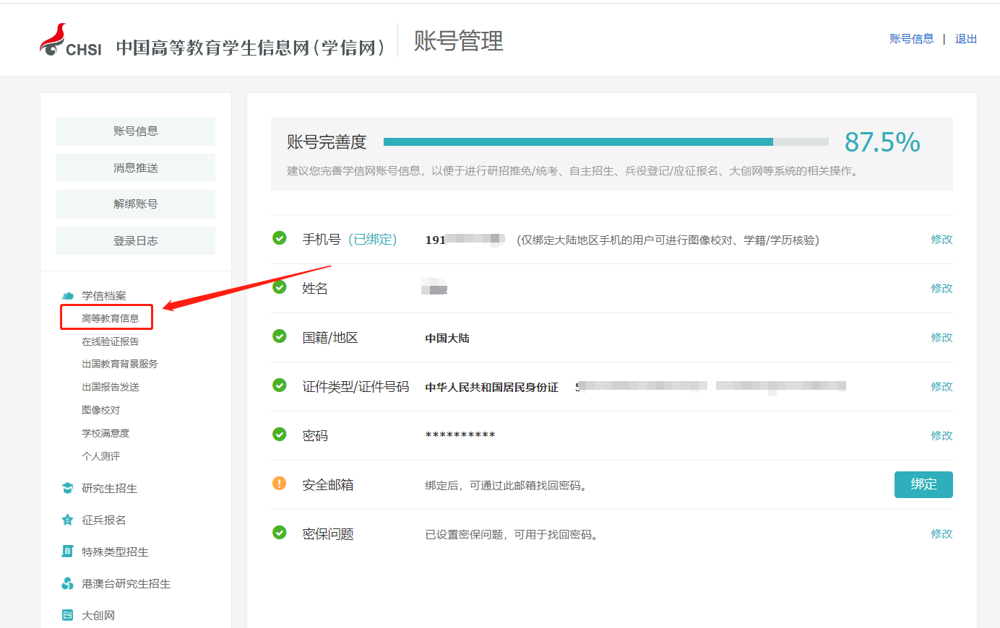 CHSI 中国高等教育学生信息网(学信网) 账号管理
账号信息 | 退出
账号信息
消息推送
解绑账号
登录日志
学信档案
高等教育信息
在线验证报告
出国教育背景服务
出国报告发送
图像校对
学校满意度
个人测评
研究生招生
征兵报名
特殊类型招生
港澳台研究生招生
大创网
账号完善度 87.5%
建议您完善学信网账号信息，以便于进行研招推免/统考、自主招生、兵役登记/应征报名、大创网等系统的相关操作。
手机号 (已绑定) 191 (仅绑定大陆地区手机的用户可进行图像校对、学籍/学历核验) 修改
姓名 修改
国籍/地区 中国大陆 修改
证件类型/证件号码 中华人民共和国居民身份证 修改
密码 ********** 修改
安全邮箱 绑定后，可通过此邮箱找回密码。 绑定
密保问题 已设置密保问题，可用于找回密码。 修改